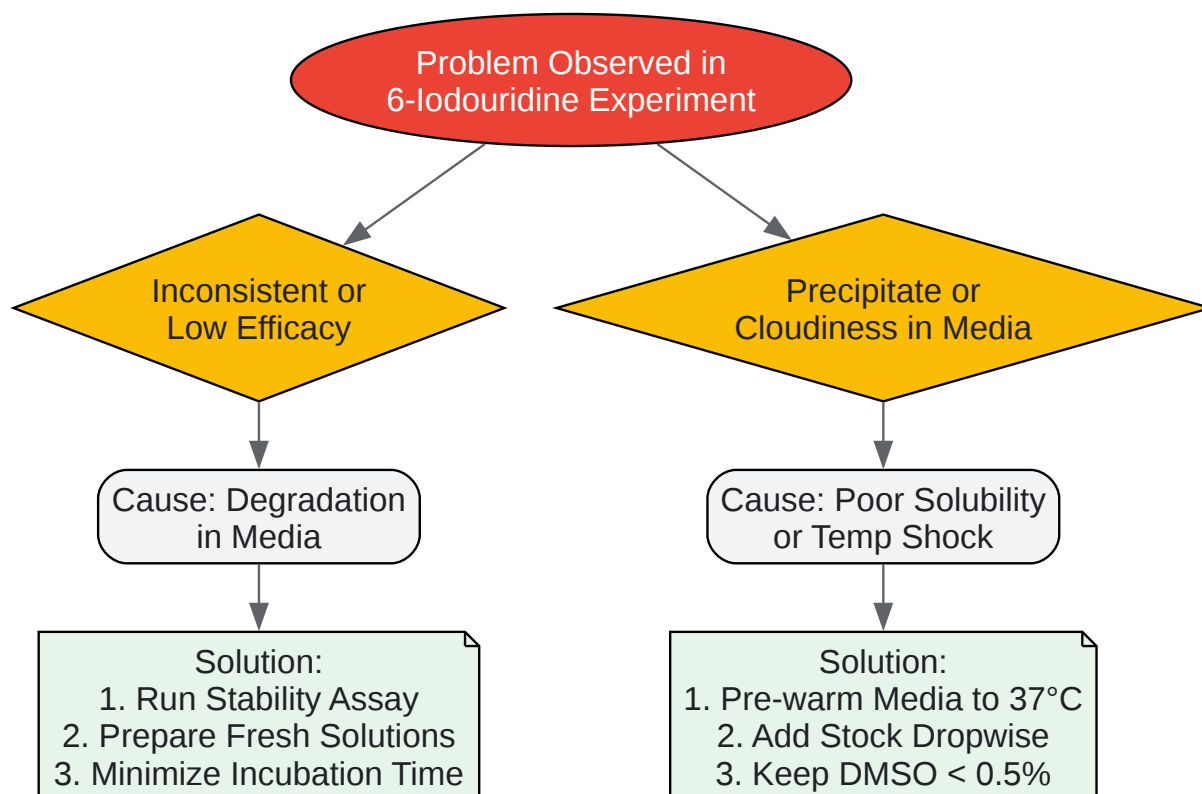 Problem Observed in
6-Iodouridine Experiment
Inconsistent or
Low Efficacy
Precipitate or
Cloudiness in Media
Cause: Degradation
in Media
Cause: Poor Solubility
or Temp Shock
Solution:
1. Run Stability Assay
2. Prepare Fresh Solutions
3. Minimize Incubation Time
Solution:
1. Pre-warm Media to 37°C
2. Add Stock Dropwise
3. Keep DMSO < 0.5%